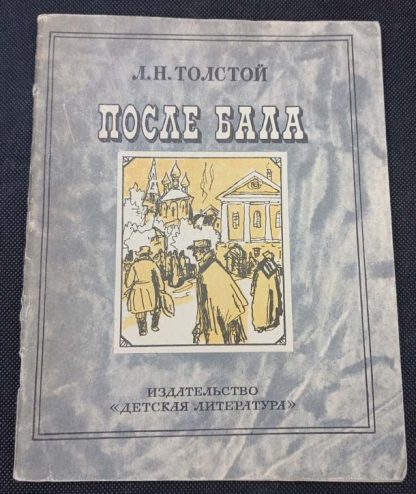 Л.Н.ТОЛСТОЙ
ПОСЛЕ БАЛА
ИЗДАТЕЛЬСТВО
«ДЕТСКАЯ ЛИТЕРАТУРА»